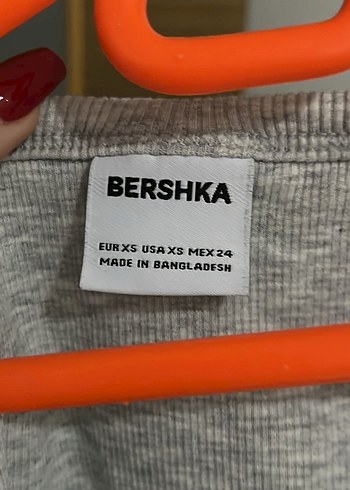 BERSHKA
EUR XS USA XS MEX 24
MADE IN BANGLADESH